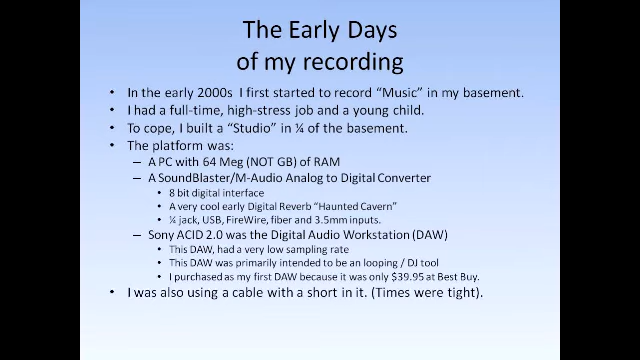 The Early Days
of my recording
• In the early 2000s I first started to record “Music” in my basement.
• I had a full-time, high-stress job and a young child.
• To cope, I built a “Studio” in ¼ of the basement.
• The platform was:
– A PC with 64 Meg (NOT GB) of RAM
– A SoundBlaster/M-Audio Analog to Digital Converter
• 8 bit digital interface
• A very cool early Digital Reverb “Haunted Cavern”
• ¼ jack, USB, FireWire, fiber and 3.5mm inputs.
– Sony ACID 2.0 was the Digital Audio Workstation (DAW)
• This DAW, had a very low sampling rate
• This DAW was primarily intended to be an looping / DJ tool
• I purchased as my first DAW because it was only $39.95 at Best Buy.
• I was also using a cable with a short in it. (Times were tight).